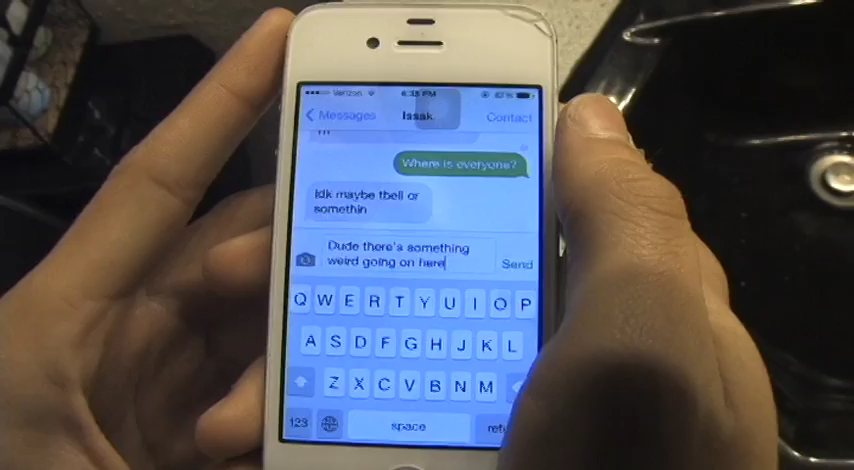 Verizon
6:35 PM
Messages
Issak
Contact
Where is everyone?
Idk maybe tbell or
somethin
Dude there's something
weird going on here
Send
Q W E R T Y U I O P
A S D F G H J K L
Z X C V B N M
123
space